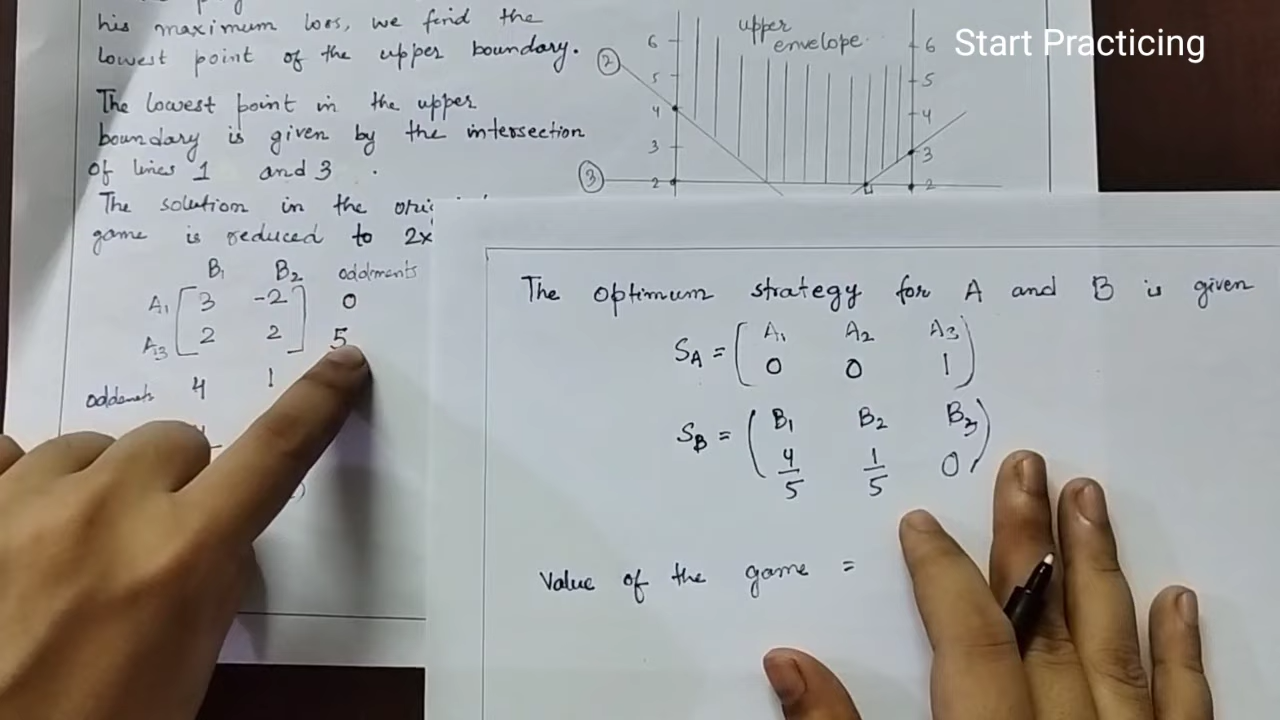 his maximum loss, we find the
lowest point of the upper boundary.
The lowest point in the upper
boundary is given by the intersection
of lines 1 and 3 .
The solution in the
game is reduced to 2x
B1 B2 oddments
A1 3 -2 0
A3 2 2 5
oddments 4 1
upper
envelope
6 6
2
5 5
4 4
3 3
3 2 2
Start Practicing
The optimum strategy for A and B is given
SA = ( A1 A2 A3
0 0 1 )
SB = ( B1 B2 B3
4/5 1/5 0 )
Value of the game =